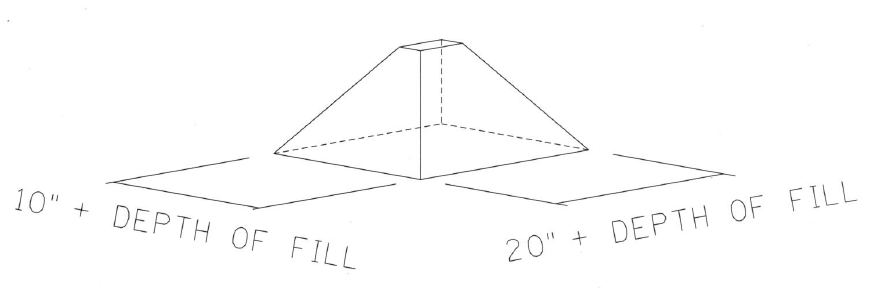 10" + DEPTH OF FILL
20" + DEPTH OF FILL